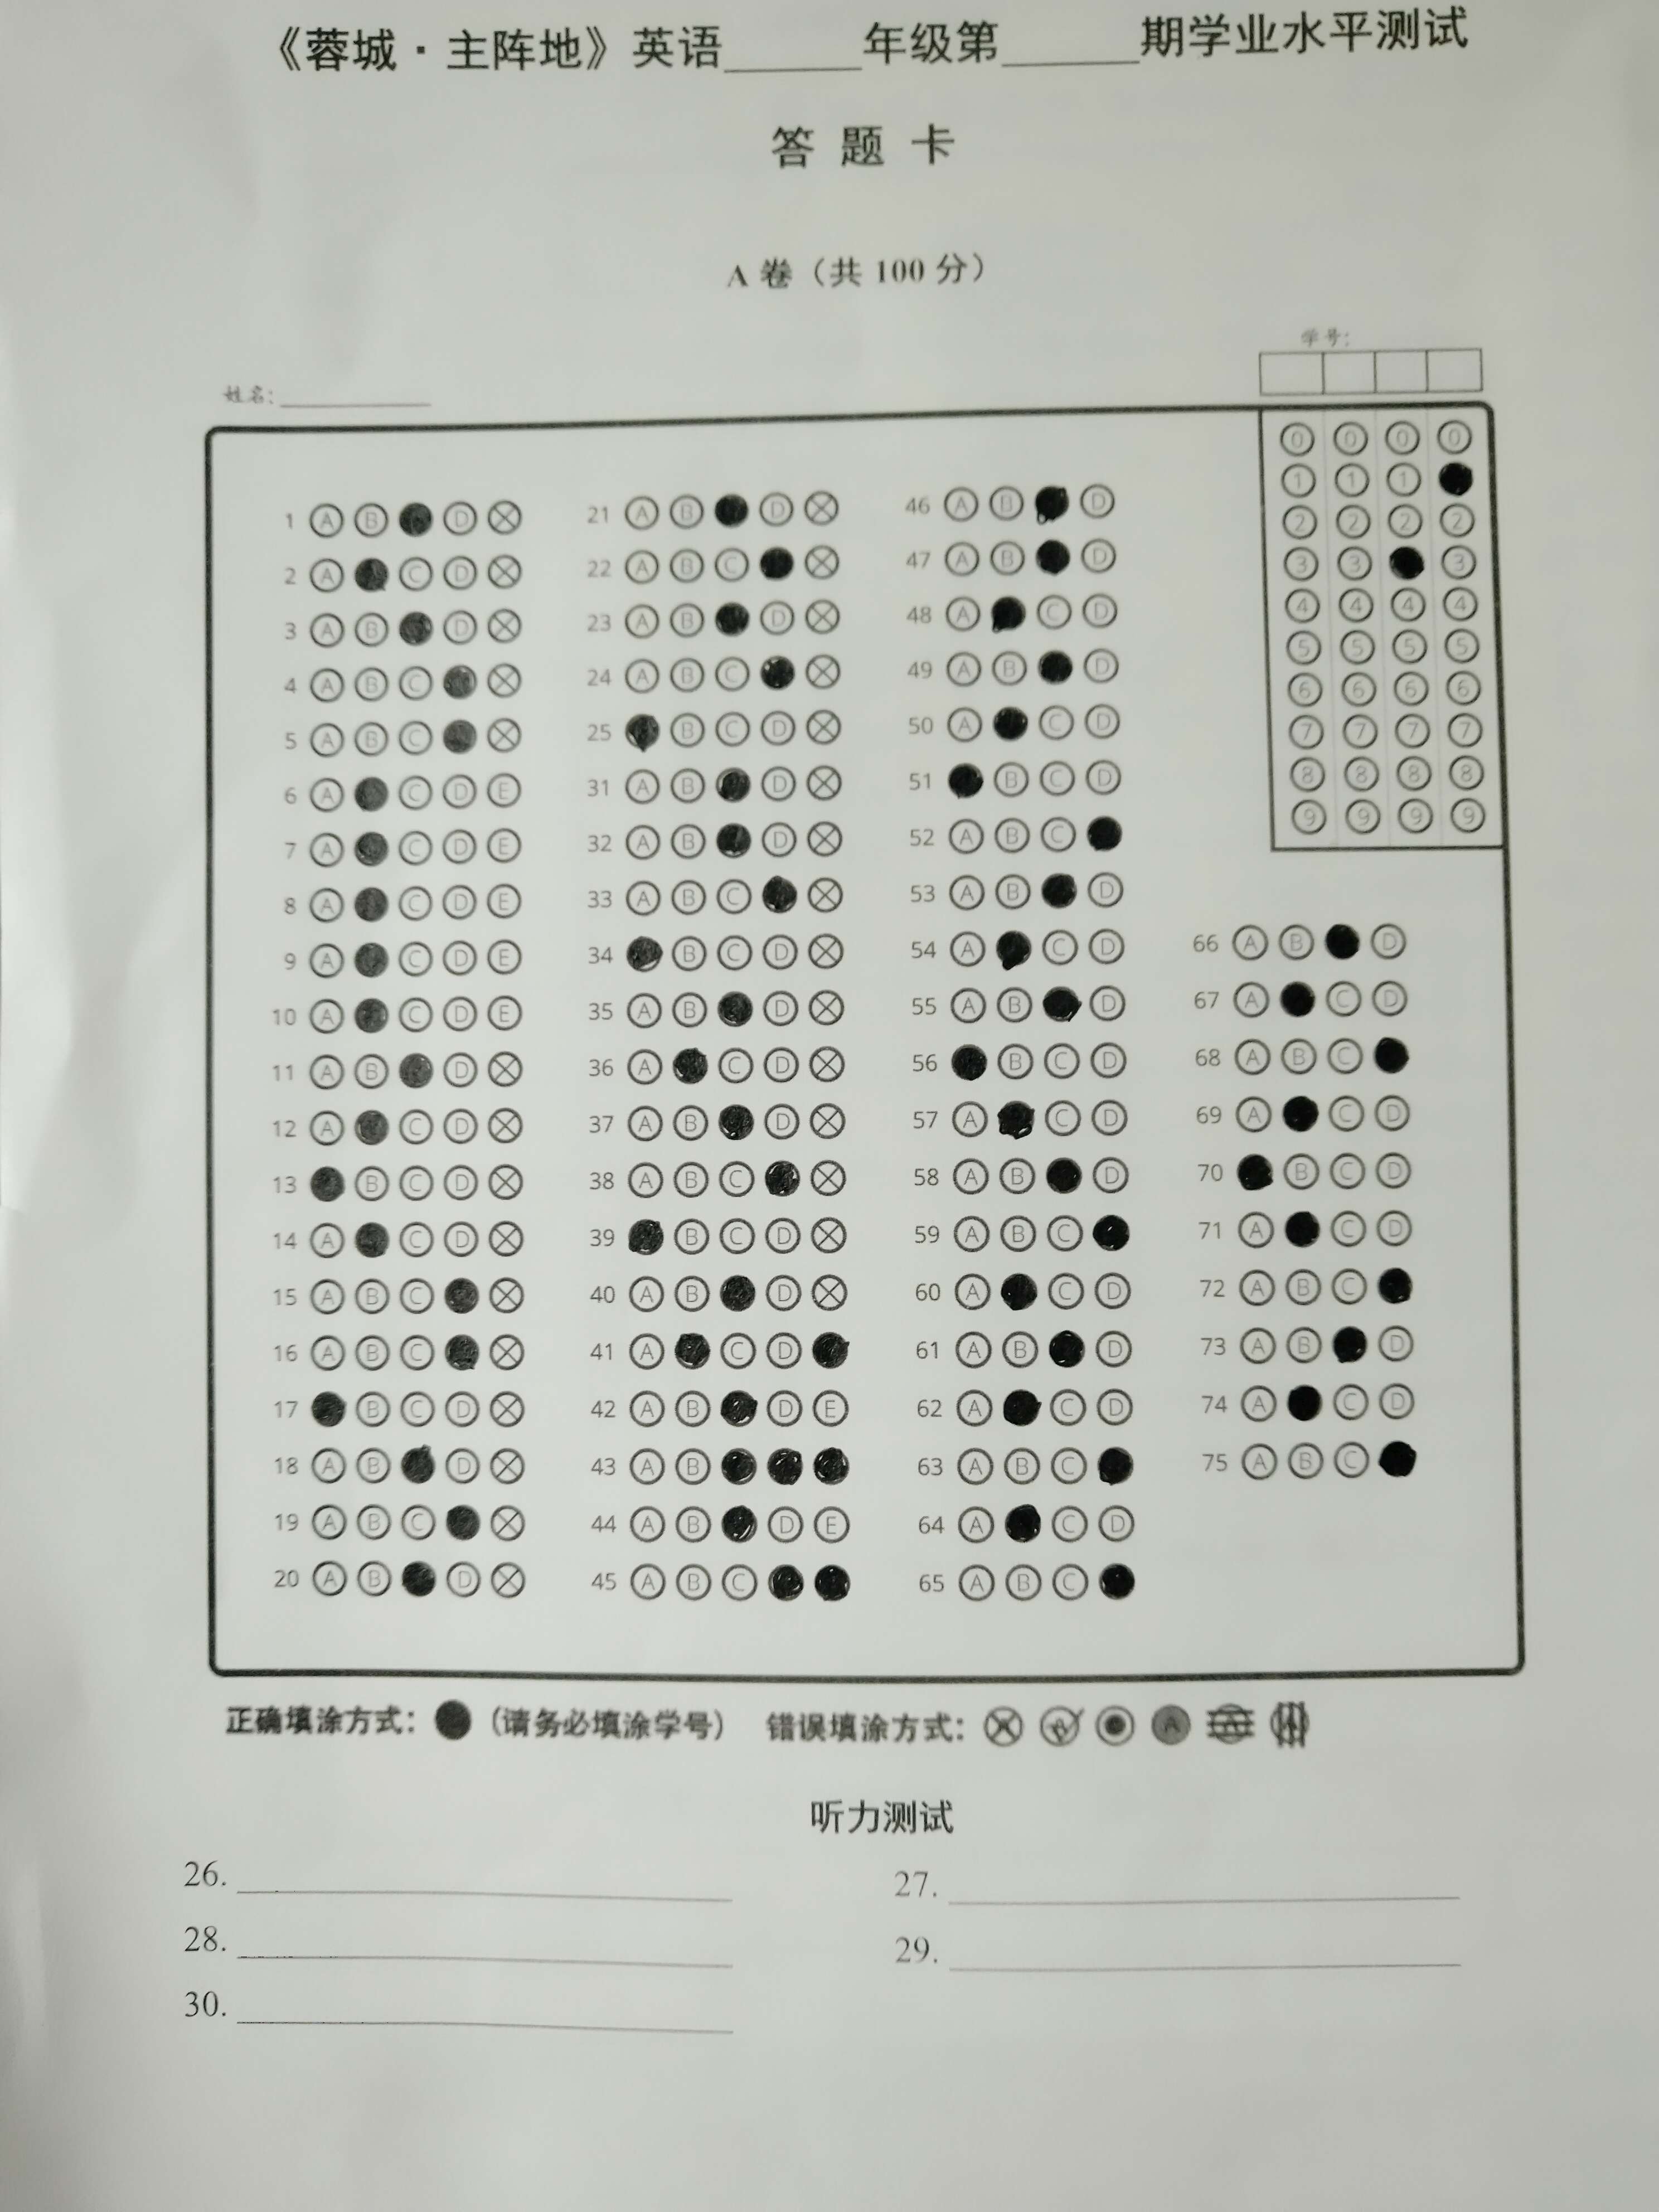 《蓉城·主阵地》英语______年级第______期学业水平测试
答 题 卡
A 卷（共 100 分）
学号：
姓名：______
0 0 0 0
1 1 1
2 2 2 2
3 3 3
4 4 4 4
5 5 5 5
6 6 6 6
7 7 7 7
8 8 8 8
9 9 9 9
1 A B D
2 A C D
3 A B D
4 A B C
5 A B C
6 A C D E
7 A C D E
8 A C D E
9 A C D E
10 A C D E
11 A B D
12 A C D
13 B C D
14 A C D
15 A B C
16 A B C
17 B C D
18 A B D
19 A B C
20 A B D
21 A B D
22 A B C
23 A B D
24 A B C
25 B C D
31 A B D
32 A B D
33 A B C
34 B C D
35 A B D
36 A C D
37 A B D
38 A B C
39 B C D
40 A B D
41 A C D
42 A B D E
43 A B
44 A B D E
45 A B C
46 A B D
47 A B D
48 A C D
49 A B D
50 A C D
51 B C D
52 A B C
53 A B D
54 A C D
55 A B D
56 B C D
57 A C D
58 A B D
59 A B C
60 A C D
61 A B D
62 A C D
63 A B C
64 A C D
65 A B C
66 A B D
67 A C D
68 A B C
69 A C D
70 B C D
71 A C D
72 A B C
73 A B D
74 A C D
75 A B C
正确填涂方式： （请务必填涂学号） 错误填涂方式： A
听力测试
26. ______ 27. ______
28. ______ 29. ______
30. ______